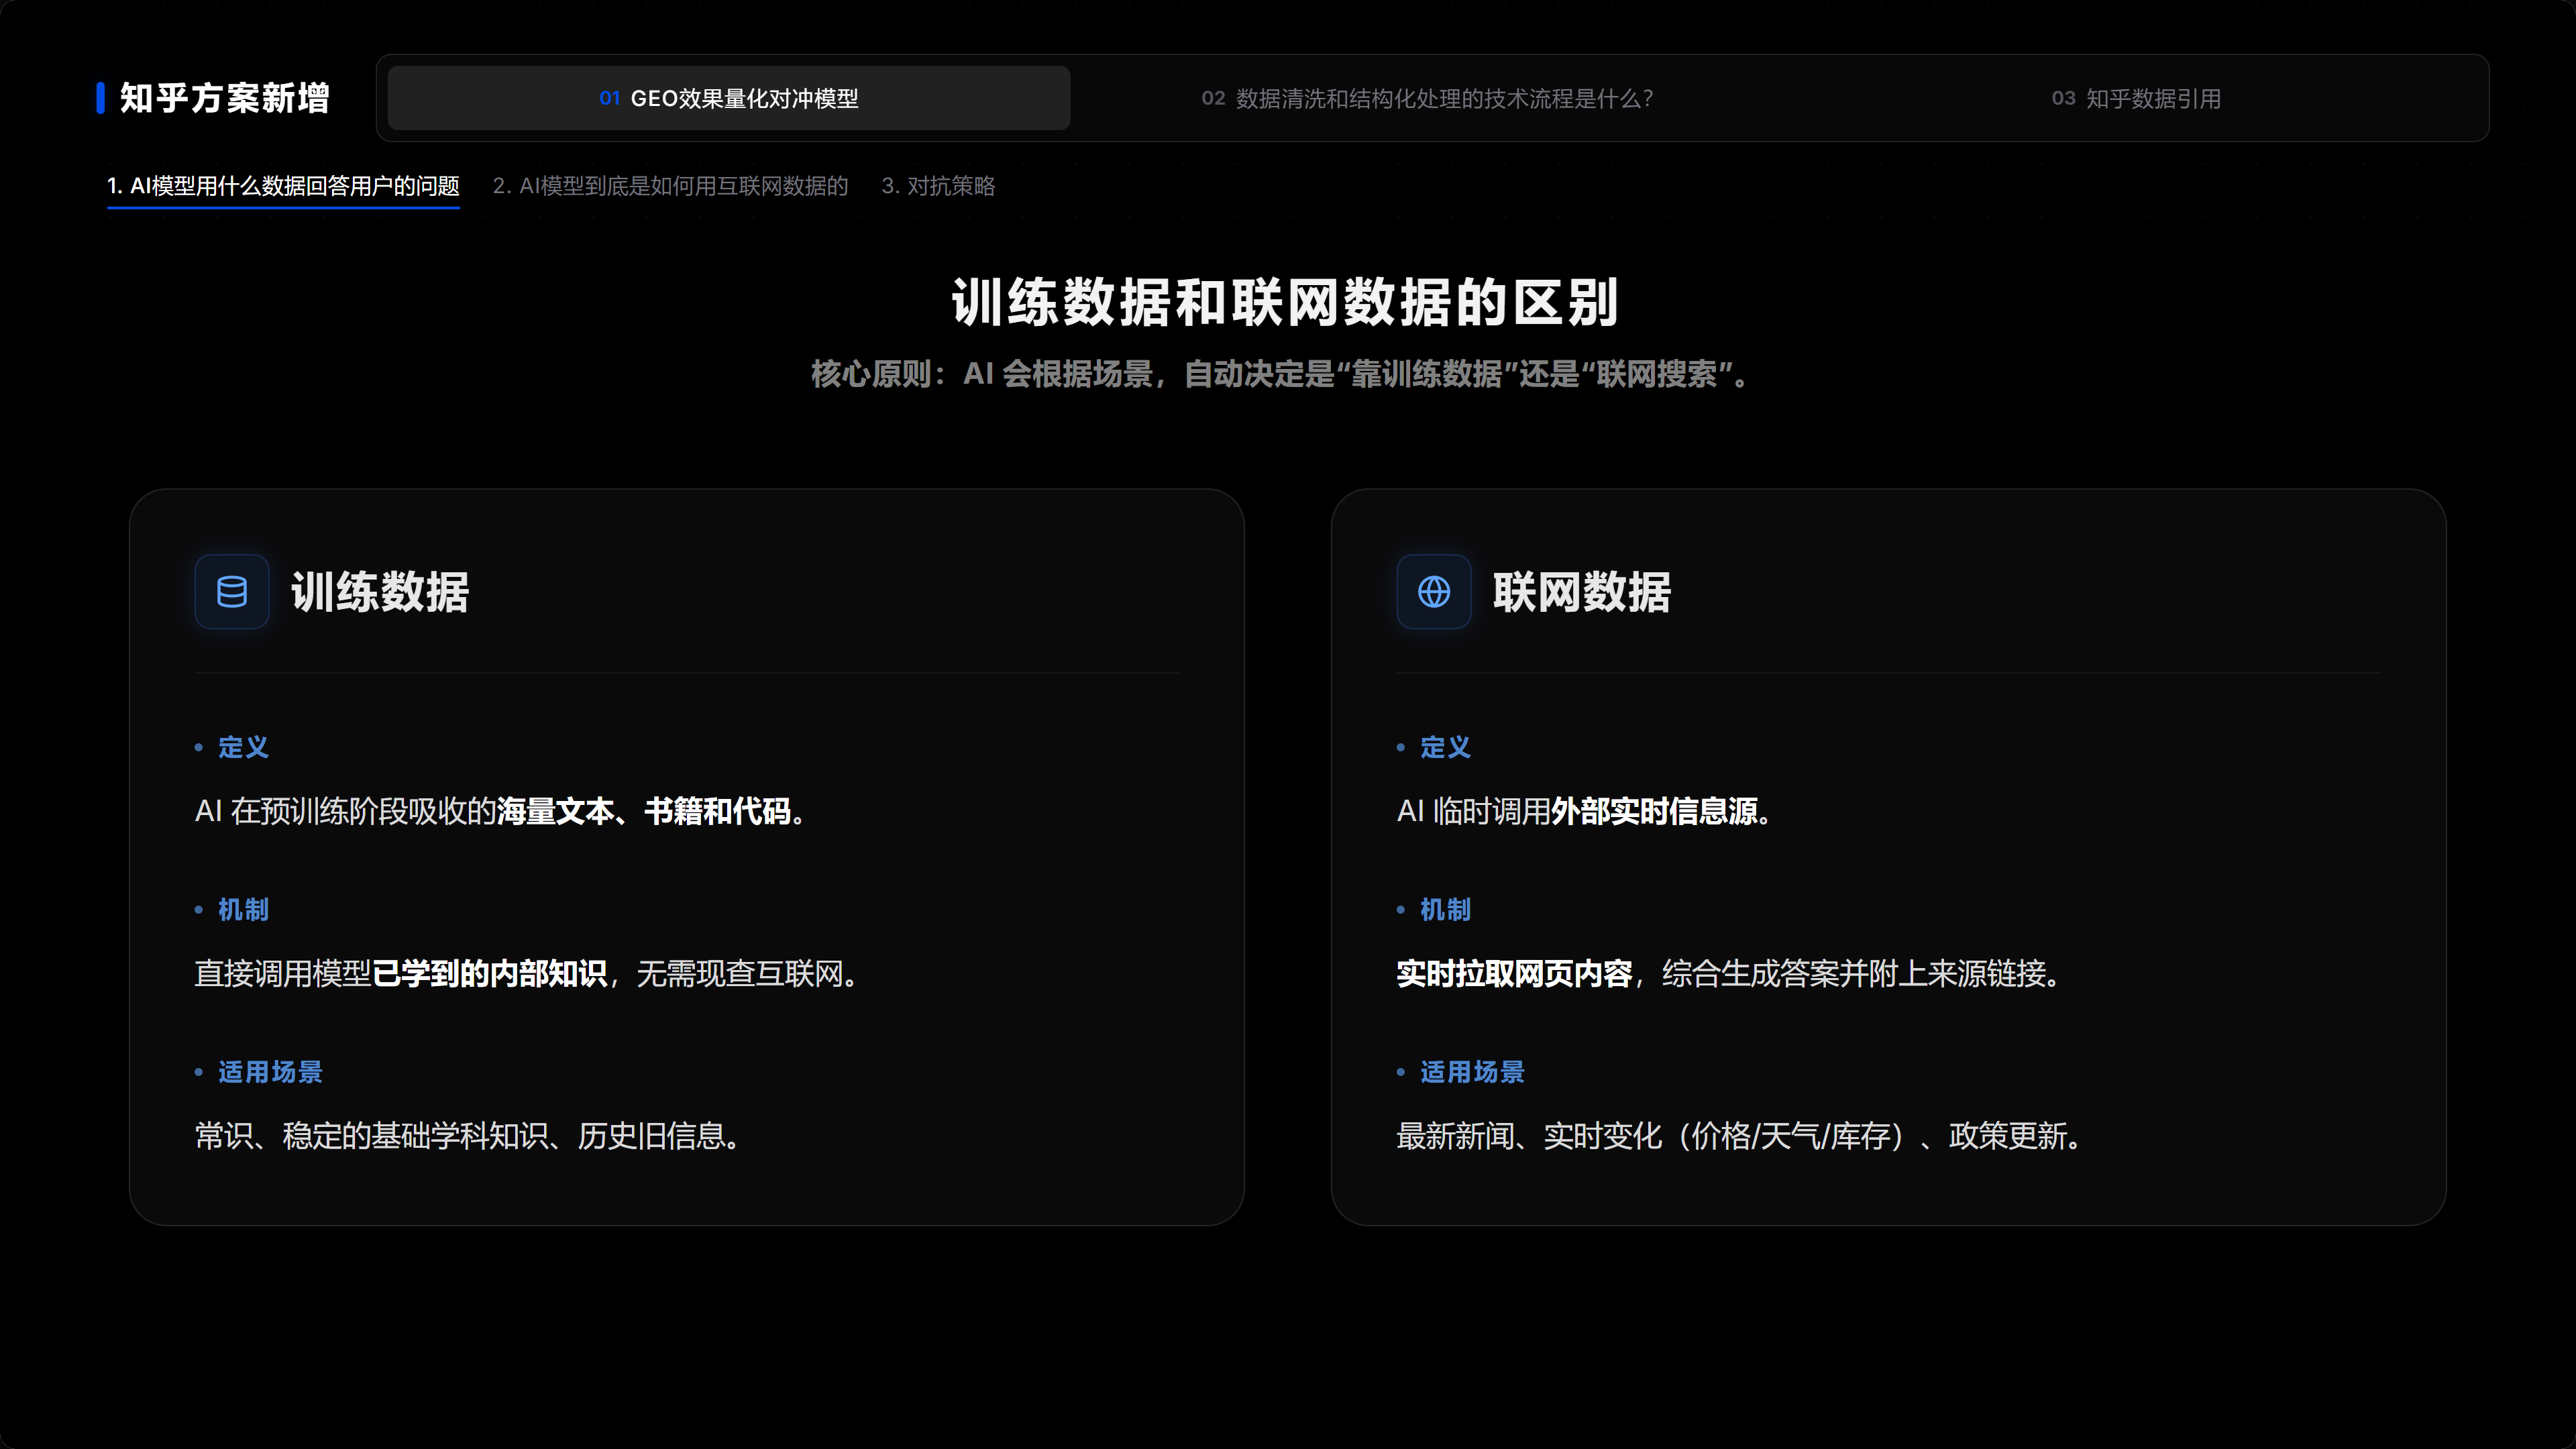 知乎方案新增
01 GEO效果量化对冲模型
02 数据清洗和结构化处理的技术流程是什么？
03 知乎数据引用
1. AI模型用什么数据回答用户的问题
2. AI模型到底是如何用互联网数据的
3. 对抗策略
训练数据和联网数据的区别
核心原则：AI 会根据场景，自动决定是“靠训练数据”还是“联网搜索”。
训练数据
定义
AI 在预训练阶段吸收的海量文本、书籍和代码。
机制
直接调用模型已学到的内部知识，无需现查互联网。
适用场景
常识、稳定的基础学科知识、历史旧信息。
联网数据
定义
AI 临时调用外部实时信息源。
机制
实时拉取网页内容，综合生成答案并附上来源链接。
适用场景
最新新闻、实时变化（价格/天气/库存）、政策更新。